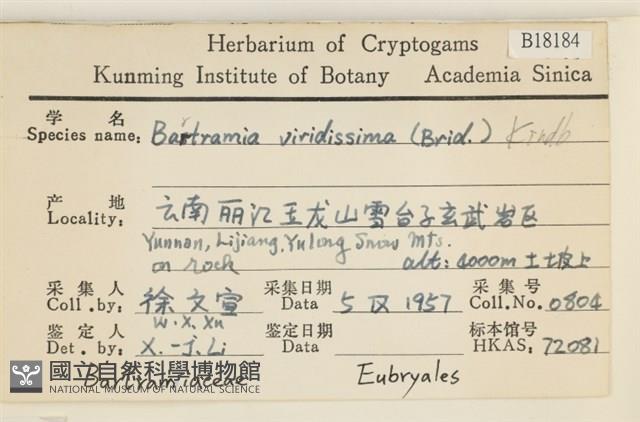 B18184
Herbarium of Cryptogams
Kunming Institute of Botany Academia Sinica
学 名
Species name: Bartramia viridissima (Brid.) Kindb
产 地
Locality: 云南丽江玉龙山雪台子玄武岩区
Yunnan, Lijiang, Yulong Snow Mts.
on rock alt: 4000m 土坡上
采集人 采集日期 采集号
Coll.by: 徐文宣 Data 5 IX 1957 Coll.No. 0804
W. X. Xu
鉴定人 鉴定日期 标本馆号
Det. by: X.-J. Li Data HKAS: 72081
Bartramiaceae Eubryales
國立自然科學博物館
NATIONAL MUSEUM OF NATURAL SCIENCE